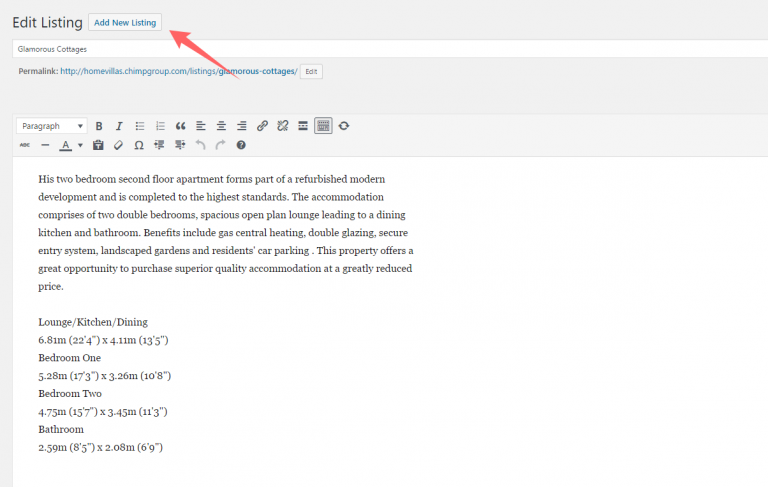 Edit Listing Add New Listing
Glamorous Cottages
Permalink: http://homevillas.chimpgroup.com/listings/glamorous-cottages/ Edit
Paragraph B I
ABC A Ω
His two bedroom second floor apartment forms part of a refurbished modern
development and is completed to the highest standards. The accommodation
comprises of two double bedrooms, spacious open plan lounge leading to a dining
kitchen and bathroom. Benefits include gas central heating, double glazing, secure
entry system, landscaped gardens and residents' car parking . This property offers a
great opportunity to purchase superior quality accommodation at a greatly reduced
price.
Lounge/Kitchen/Dining
6.81m (22'4") x 4.11m (13'5")
Bedroom One
5.28m (17'3") x 3.26m (10'8")
Bedroom Two
4.75m (15'7") x 3.45m (11'3")
Bathroom
2.59m (8'5") x 2.08m (6'9")